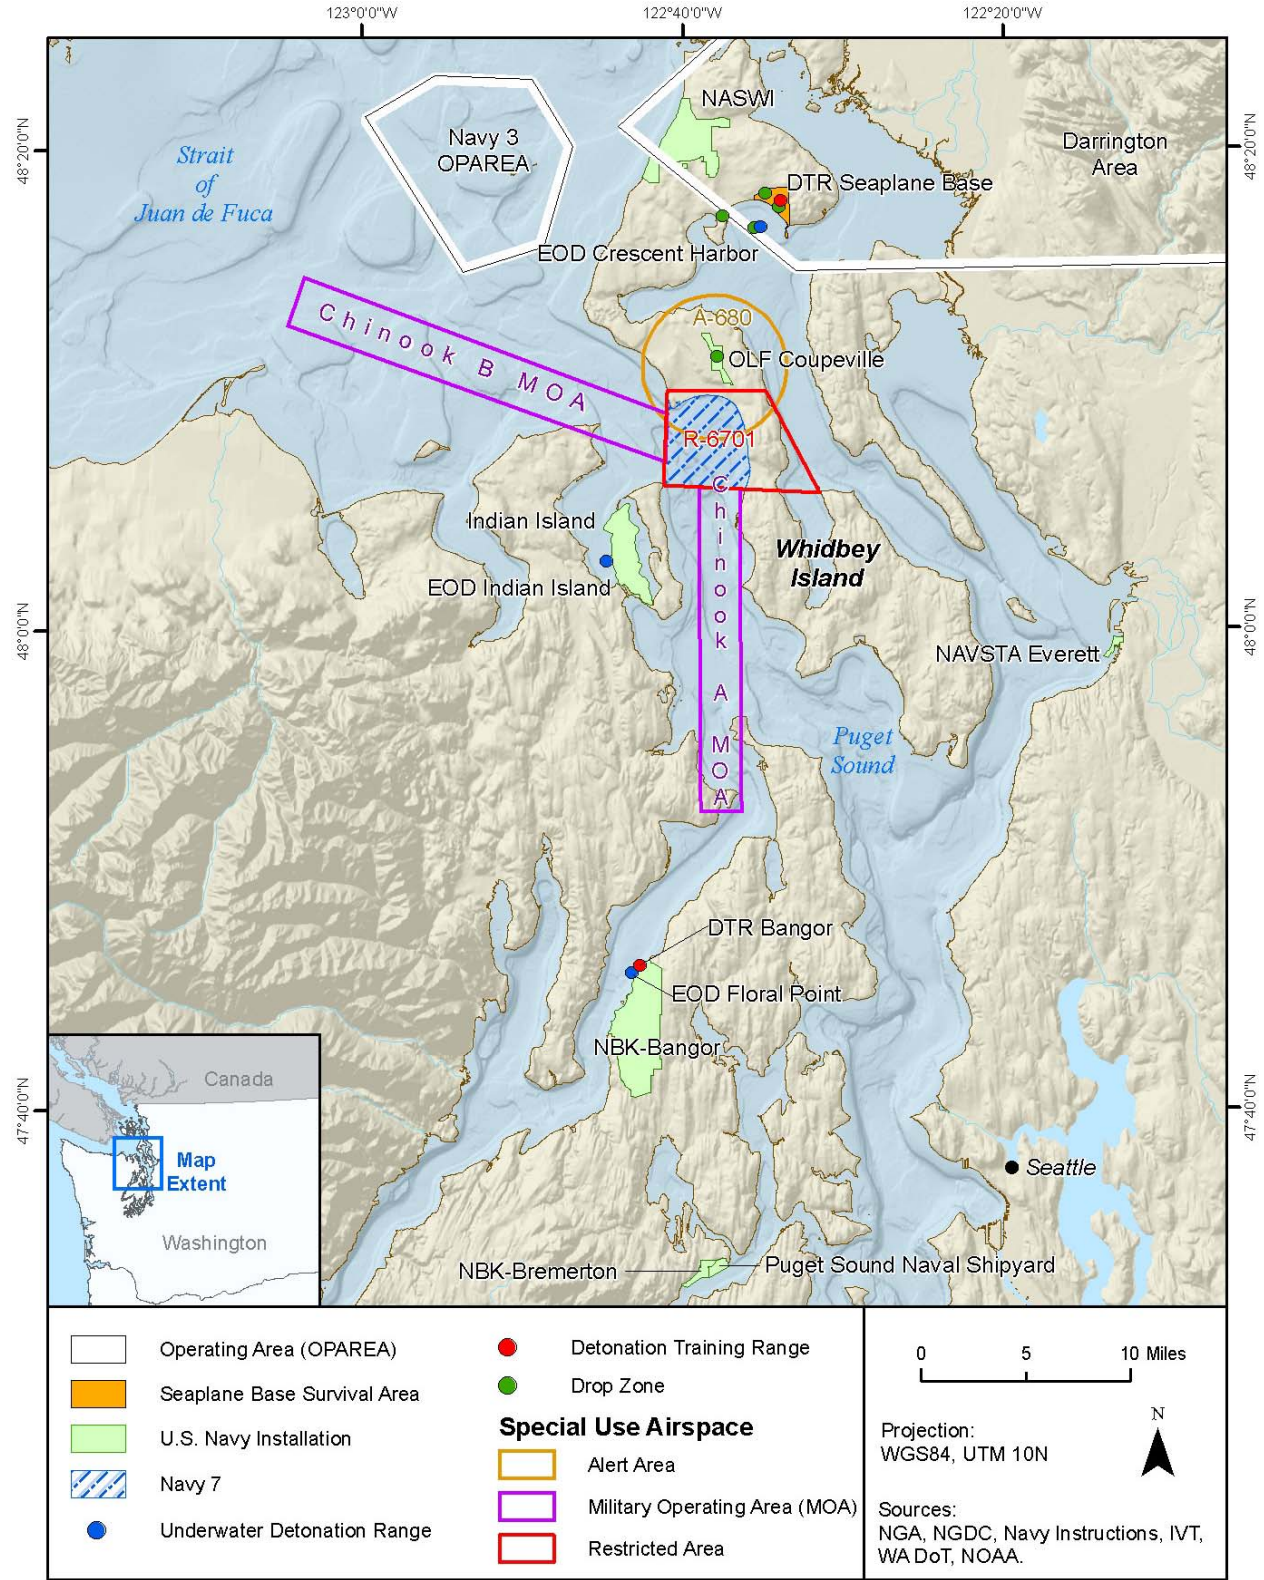 123°0'0"W
122°40'0"W
122°20'0"W
48°20'0"N
48°20'0"N
NASWI
Navy 3
OPAREA
Darrington
Area
Strait
of
Juan de Fuca
DTR Seaplane Base
EOD Crescent Harbor
Chinook B MOA
A-680
OLF Coupeville
R-6701
Chinook A MOA
Indian Island
Whidbey
Island
EOD Indian Island
48°0'0"N
48°0'0"N
NAVSTA Everett
Puget
Sound
DTR Bangor
EOD Floral Point
NBK-Bangor
47°40'0"N
47°40'0"N
Canada
Map
Extent
Washington
Seattle
NBK-Bremerton
Puget Sound Naval Shipyard
Operating Area (OPAREA)
Seaplane Base Survival Area
U.S. Navy Installation
Navy 7
Underwater Detonation Range
Detonation Training Range
Drop Zone
Special Use Airspace
Alert Area
Military Operating Area (MOA)
Restricted Area
0 5 10 Miles
N
Projection:
WGS84, UTM 10N
Sources:
NGA, NGDC, Navy Instructions, IVT,
WA DoT, NOAA.